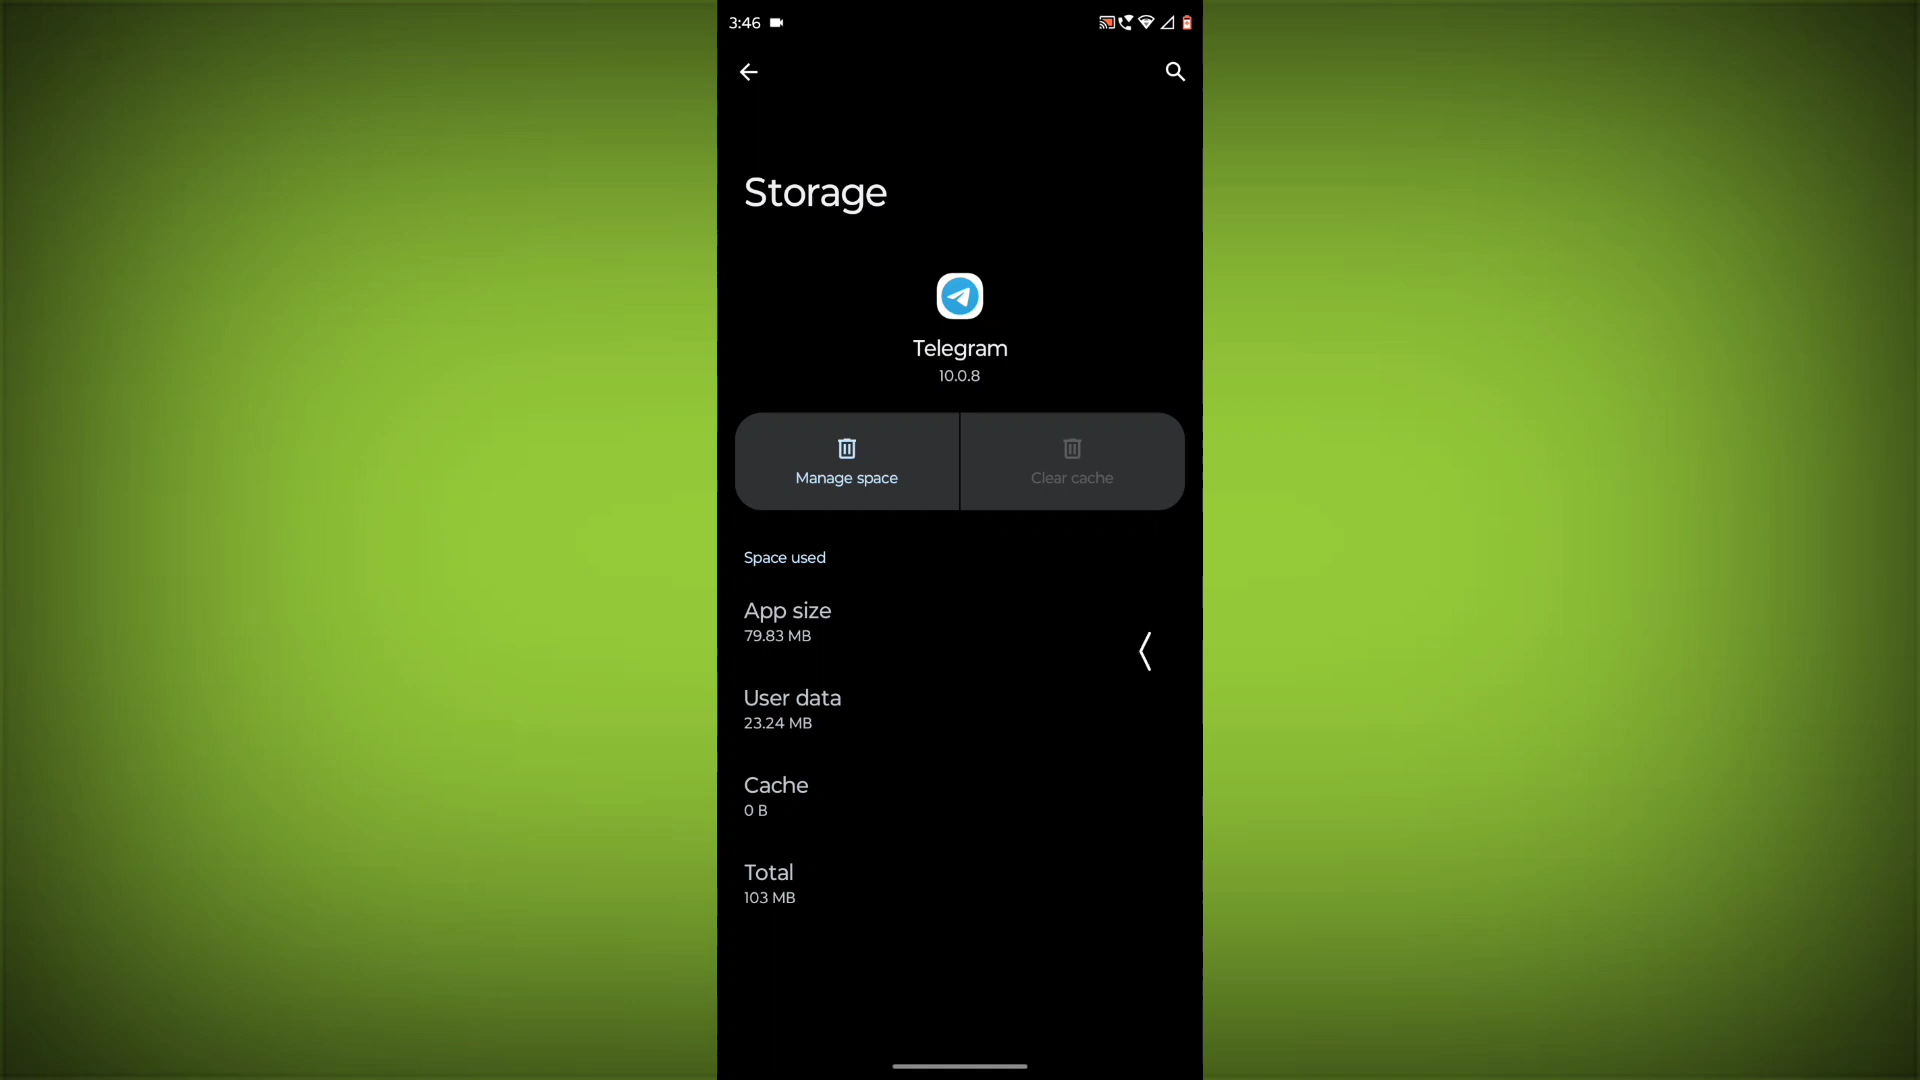 3:46
Storage
Telegram
10.0.8
Manage space
Clear cache
Space used
App size
79.83 MB
User data
23.24 MB
Cache
0 B
Total
103 MB